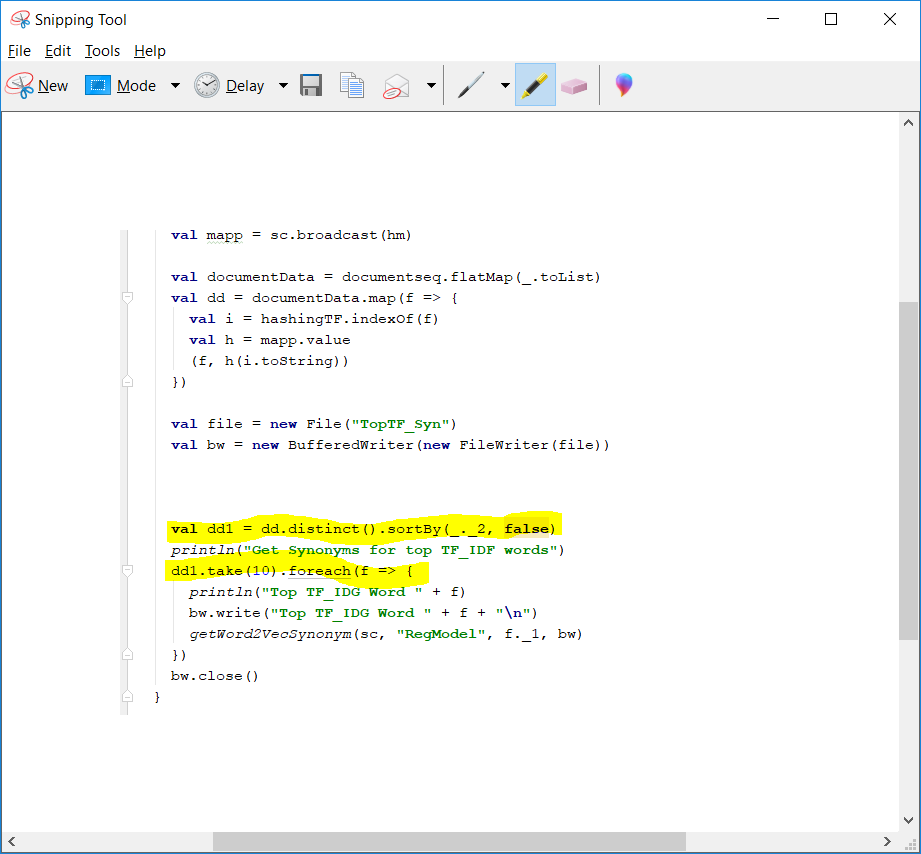 Snipping Tool
File Edit Tools Help
New Mode Delay
val mapp = sc.broadcast(hm)
val documentData = documentseq.flatMap(_.toList)
val dd = documentData.map(f => {
val i = hashingTF.indexOf(f)
val h = mapp.value
(f, h(i.toString))
})
val file = new File("TopTF_Syn")
val bw = new BufferedWriter(new FileWriter(file))
val dd1 = dd.distinct().sortBy(_._2, false)
println("Get Synonyms for top TF_IDF words")
dd1.take(10).foreach(f => {
println("Top TF_IDG Word " + f)
bw.write("Top TF_IDG Word " + f + "\n")
getWord2VecSynonym(sc, "RegModel", f._1, bw)
})
bw.close()
}